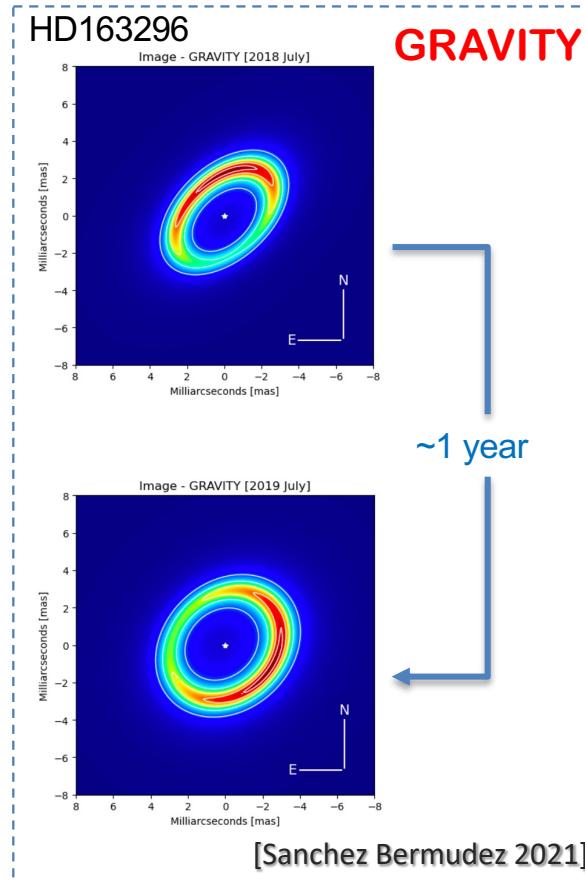 HD163296
GRAVITY
Image - GRAVITY [2018 July]
8
6
4
2
0
−2
−4
−6
−8
Milliarcseconds [mas]
N
E
8 6 4 2 0 −2 −4 −6 −8
Milliarcseconds [mas]
~1 year
Image - GRAVITY [2019 July]
8
6
4
2
0
−2
−4
−6
−8
Milliarcseconds [mas]
N
E
8 6 4 2 0 −2 −4 −6 −8
Milliarcseconds [mas]
[Sanchez Bermudez 2021]